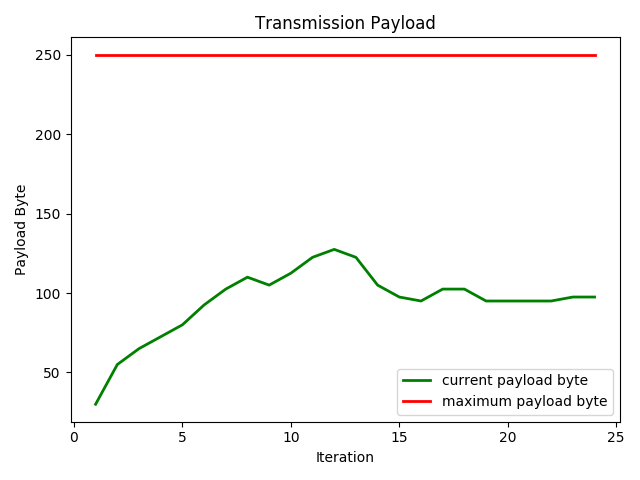 Transmission Payload
250
200
150
100
50
Payload Byte
0
5
10
15
20
25
Iteration
current payload byte
maximum payload byte